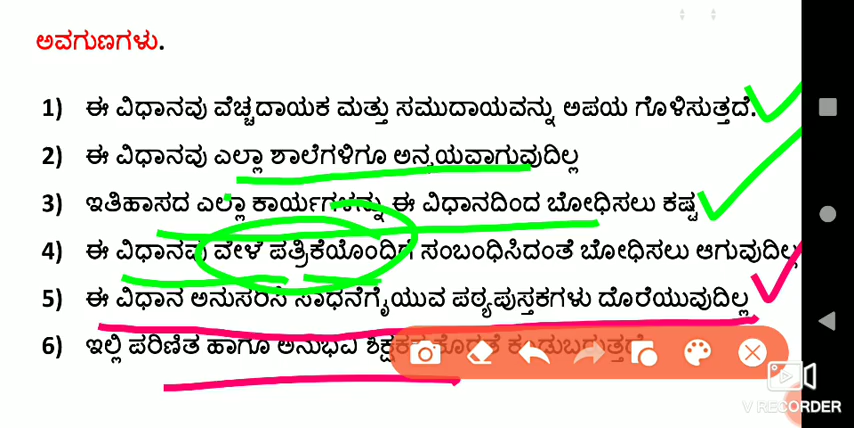 ಅವಗುಣಗಳು.
1) ಈ ವಿಧಾನವು ವೆಚ್ಚದಾಯಕ ಮತ್ತು ಸಮುದಾಯವನ್ನು ಅಪಯ ಗೊಳಿಸುತ್ತದೆ.
2) ಈ ವಿಧಾನವು ಎಲ್ಲಾ ಶಾಲೆಗಳಿಗೂ ಅನ್ವಯವಾಗುವುದಿಲ್ಲ
3) ಇತಿಹಾಸದ ಎಲ್ಲಾ ಕಾರ್ಯಗಳನ್ನು ಈ ವಿಧಾನದಿಂದ ಬೋಧಿಸಲು ಕಷ್ಟ
4) ಈ ವಿಧಾನವು ವೇಳೆ ಪತ್ರಿಕೆಯೊಂದಿಗೆ ಸಂಬಂಧಿಸಿದಂತೆ ಬೋಧಿಸಲು ಆಗುವುದಿಲ್ಲ
5) ಈ ವಿಧಾನ ಅನುಸರಿಸಿ ಸಾಧನೆಗೈಯುವ ಪಠ್ಯಪುಸ್ತಕಗಳು ದೊರೆಯುವುದಿಲ್ಲ
6) ಇಲ್ಲಿ ಪರಿಣಿತ ಹಾಗೂ ಅನುಭವಿ
V RECORDER